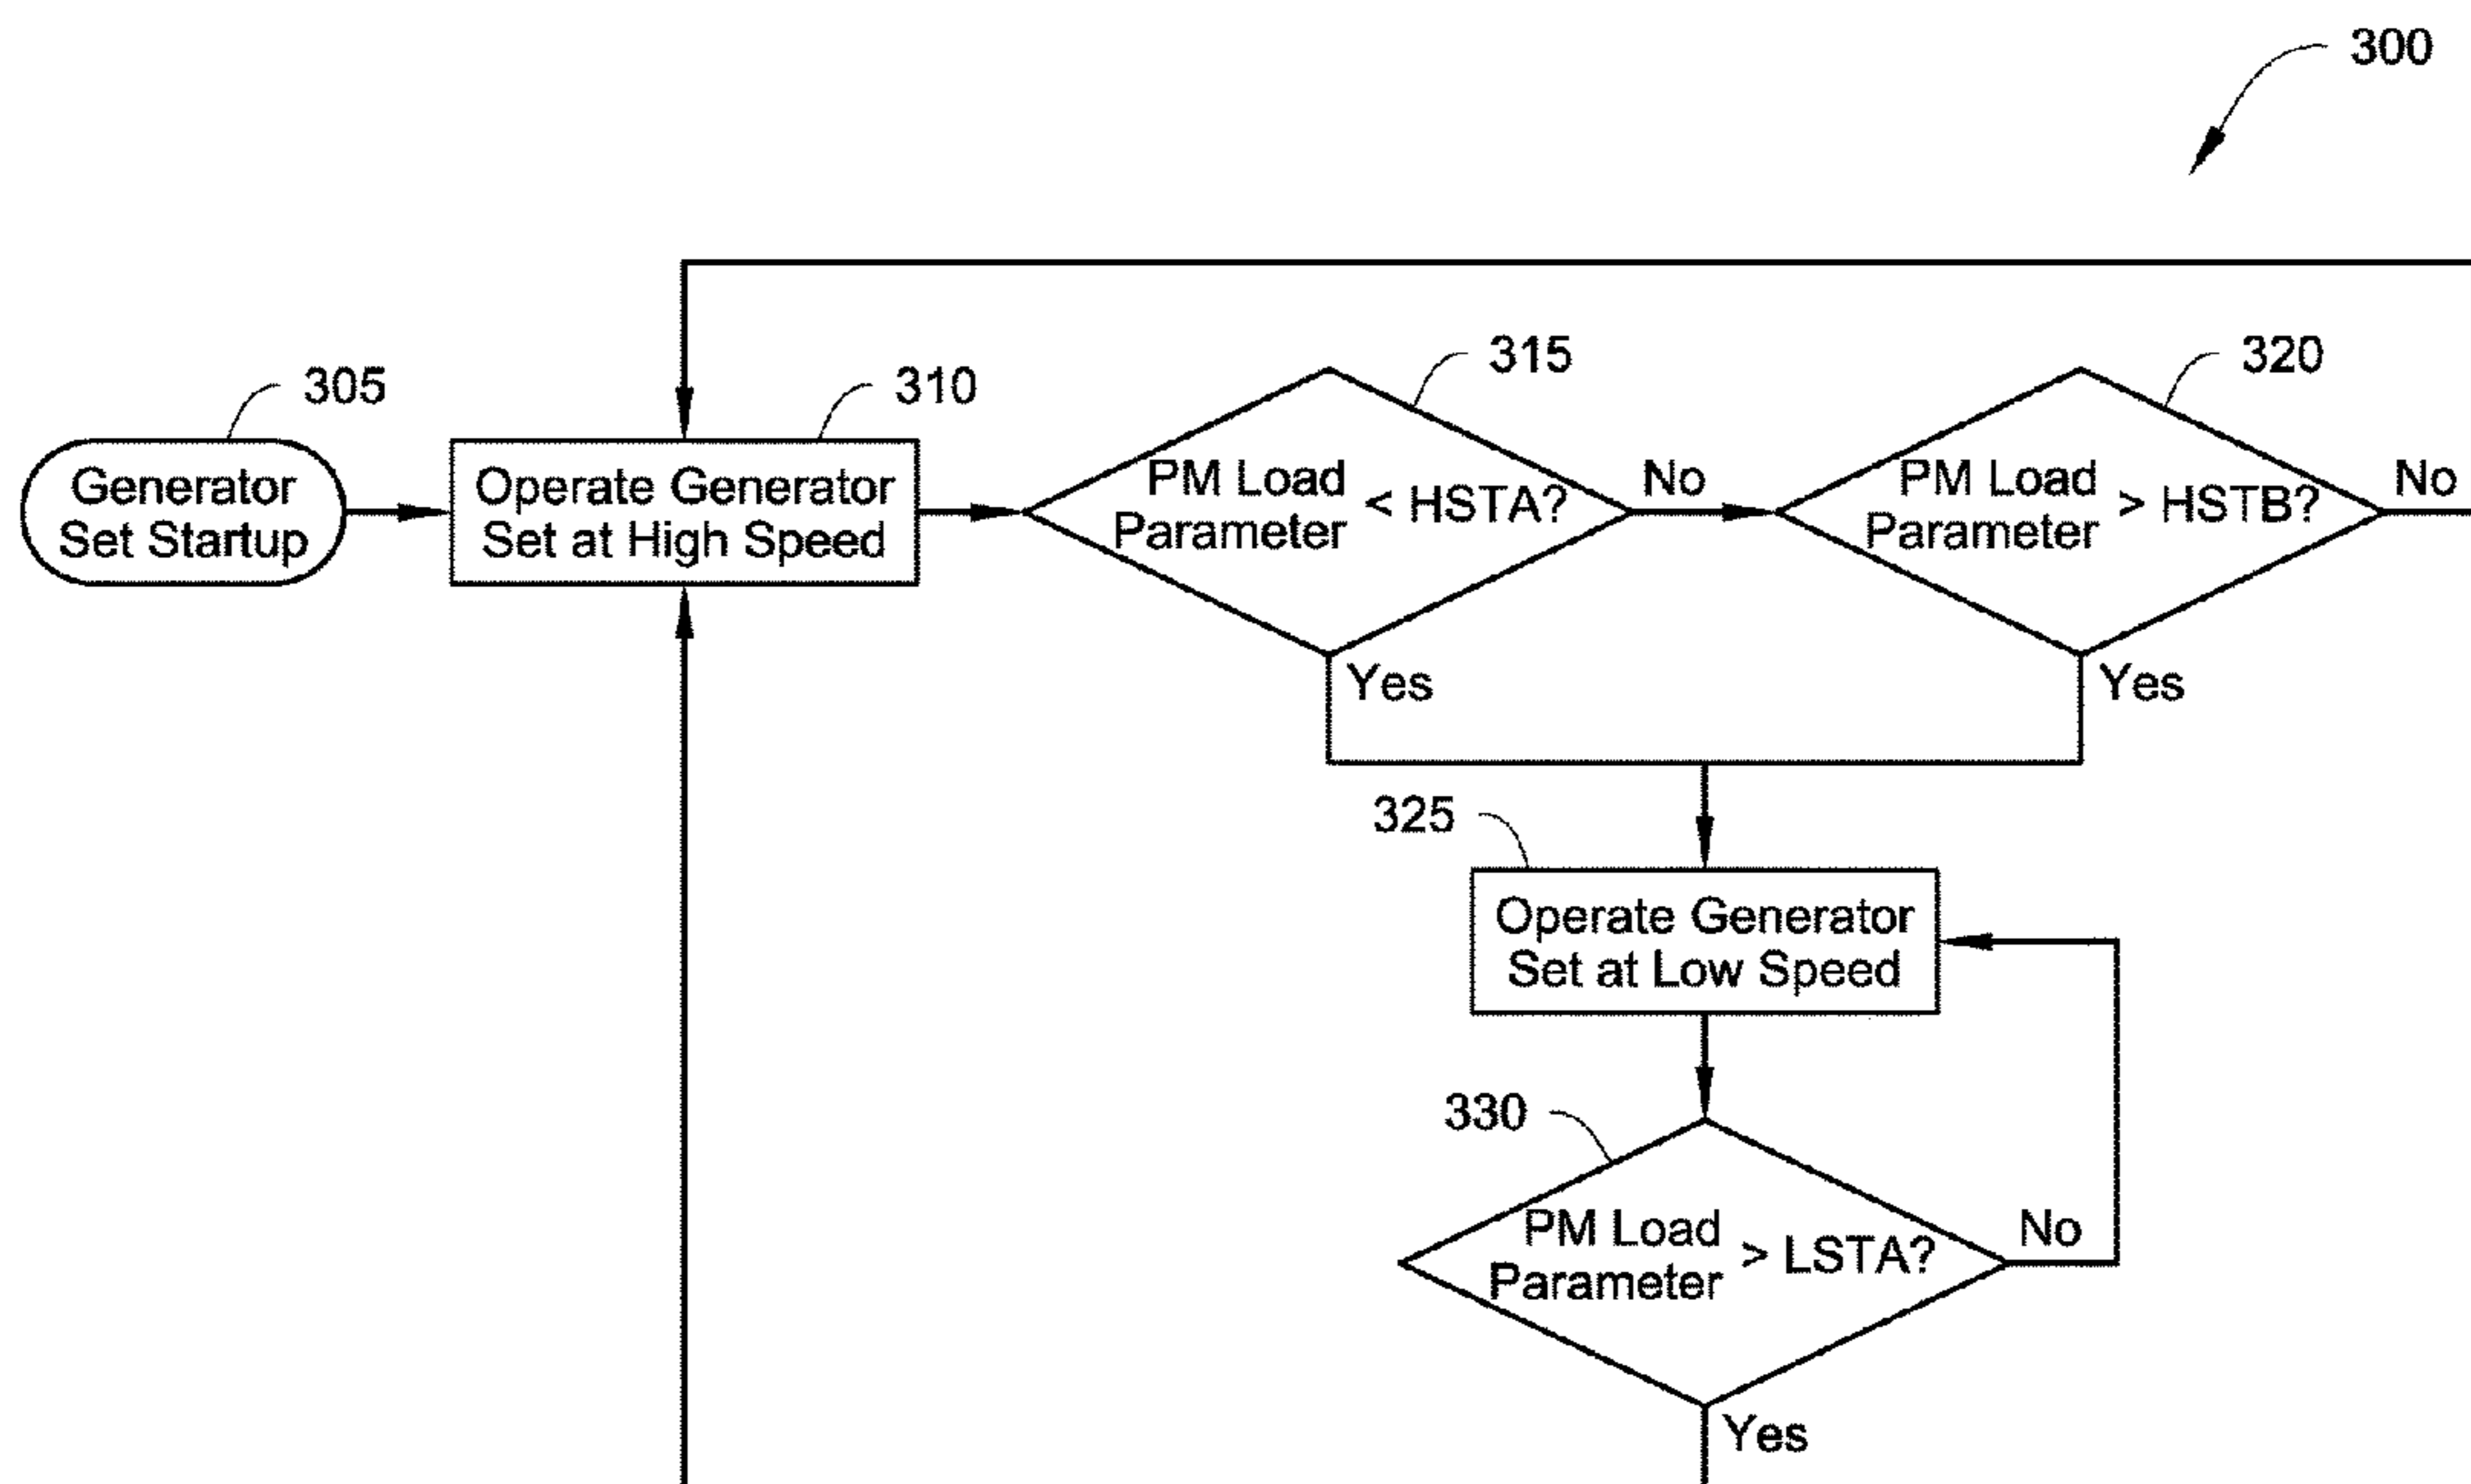 300
305
310
315
320
Generator
Set Startup
Operate Generator
Set at High Speed
PM Load
Parameter < HSTA?
No
PM Load
Parameter > HSTB?
No
Yes
Yes
325
Operate Generator
Set at Low Speed
330
PM Load
Parameter > LSTA?
No
Yes